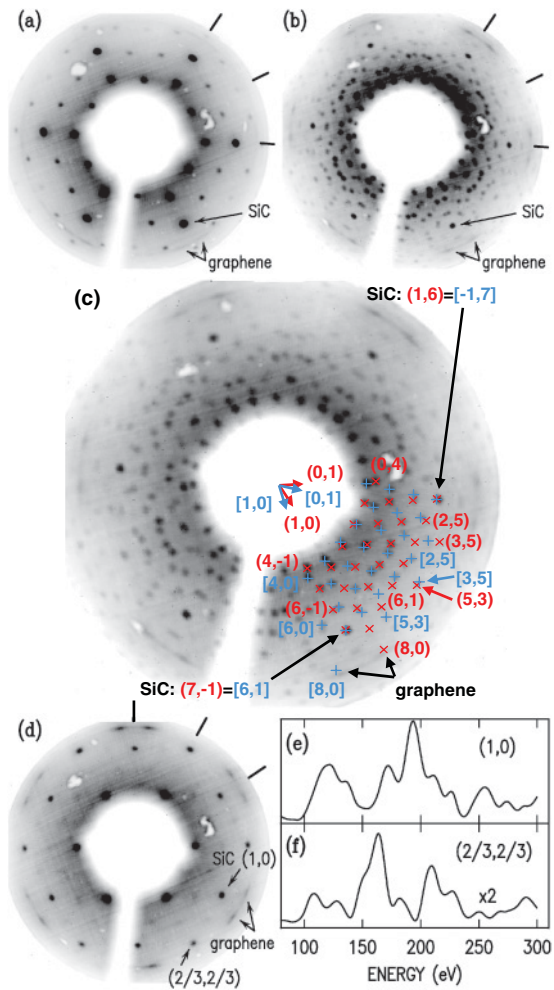 (a)
(b)
SiC
graphene
SiC
graphene
(c)
SiC: (1,6)=[-1,7]
(0,1)
(0,4)
[1,0]
[0,1]
(1,0)
(2,5)
(3,5)
(4,-1)
[2,5]
[4,0]
[3,5]
(6,-1)
(6,1)
(5,3)
[6,0]
[5,3]
(8,0)
SiC: (7,-1)=[6,1]
[8,0]
graphene
(d)
SiC (1,0)
graphene
(2/3,2/3)
(e)
(1,0)
(f)
(2/3,2/3)
x2
100 150 200 250 300
ENERGY (eV)